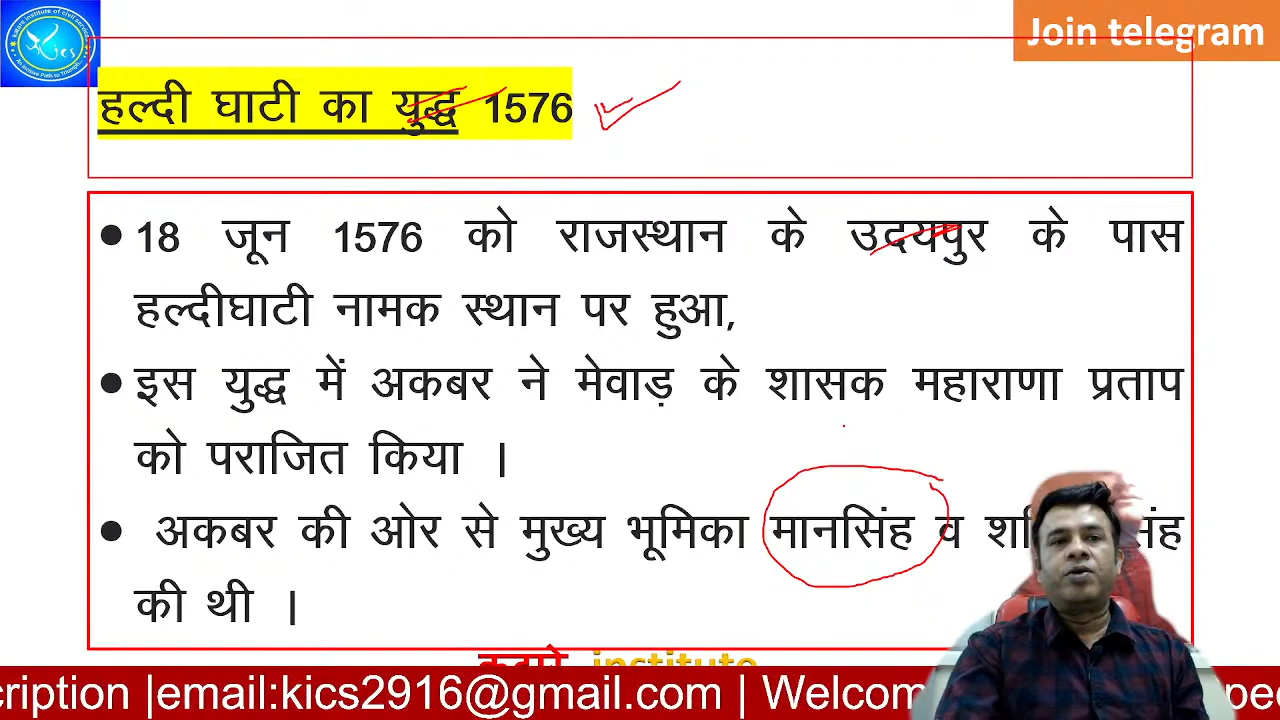 Join telegram
हल्दी घाटी का युद्ध 1576
• 18 जून 1576 को राजस्थान के उदयपुर के पास
हल्दीघाटी नामक स्थान पर हुआ,
• इस युद्ध में अकबर ने मेवाड़ के शासक महाराणा प्रताप
को पराजित किया ।
• अकबर की ओर से मुख्य भूमिका मानसिंह व
की थी ।
institute
cription |email:kics2916@gmail.com | Welcom